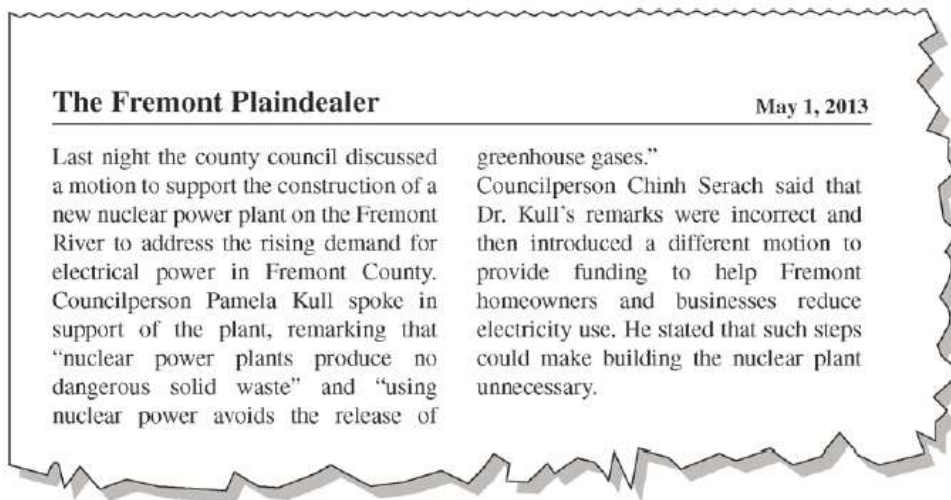 The Fremont Plaindealer
May 1, 2013
Last night the county council discussed
a motion to support the construction of a
new nuclear power plant on the Fremont
River to address the rising demand for
electrical power in Fremont County.
Councilperson Pamela Kull spoke in
support of the plant, remarking that
“nuclear power plants produce no
dangerous solid waste” and “using
nuclear power avoids the release of
greenhouse gases.”
Councilperson Chinh Serach said that
Dr. Kull’s remarks were incorrect and
then introduced a different motion to
provide funding to help Fremont
homeowners and businesses reduce
electricity use. He stated that such steps
could make building the nuclear plant
unnecessary.